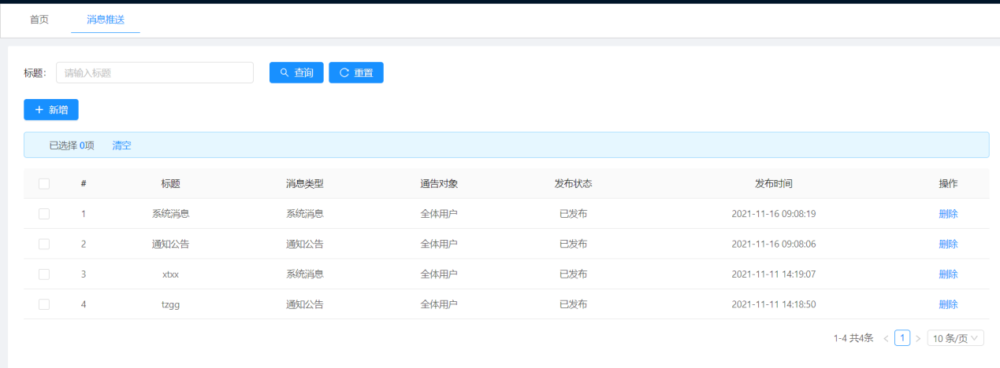 首页 消息推送
标题: 请输入标题 查询 重置
新增
已选择 0项 清空
# 标题 消息类型 通告对象 发布状态 发布时间 操作
1 系统消息 系统消息 全体用户 已发布 2021-11-16 09:08:19 删除
2 通知公告 通知公告 全体用户 已发布 2021-11-16 09:08:06 删除
3 xtxx 系统消息 全体用户 已发布 2021-11-11 14:19:07 删除
4 tzgg 通知公告 全体用户 已发布 2021-11-11 14:18:50 删除
1-4 共4条 < 1 > 10 条/页